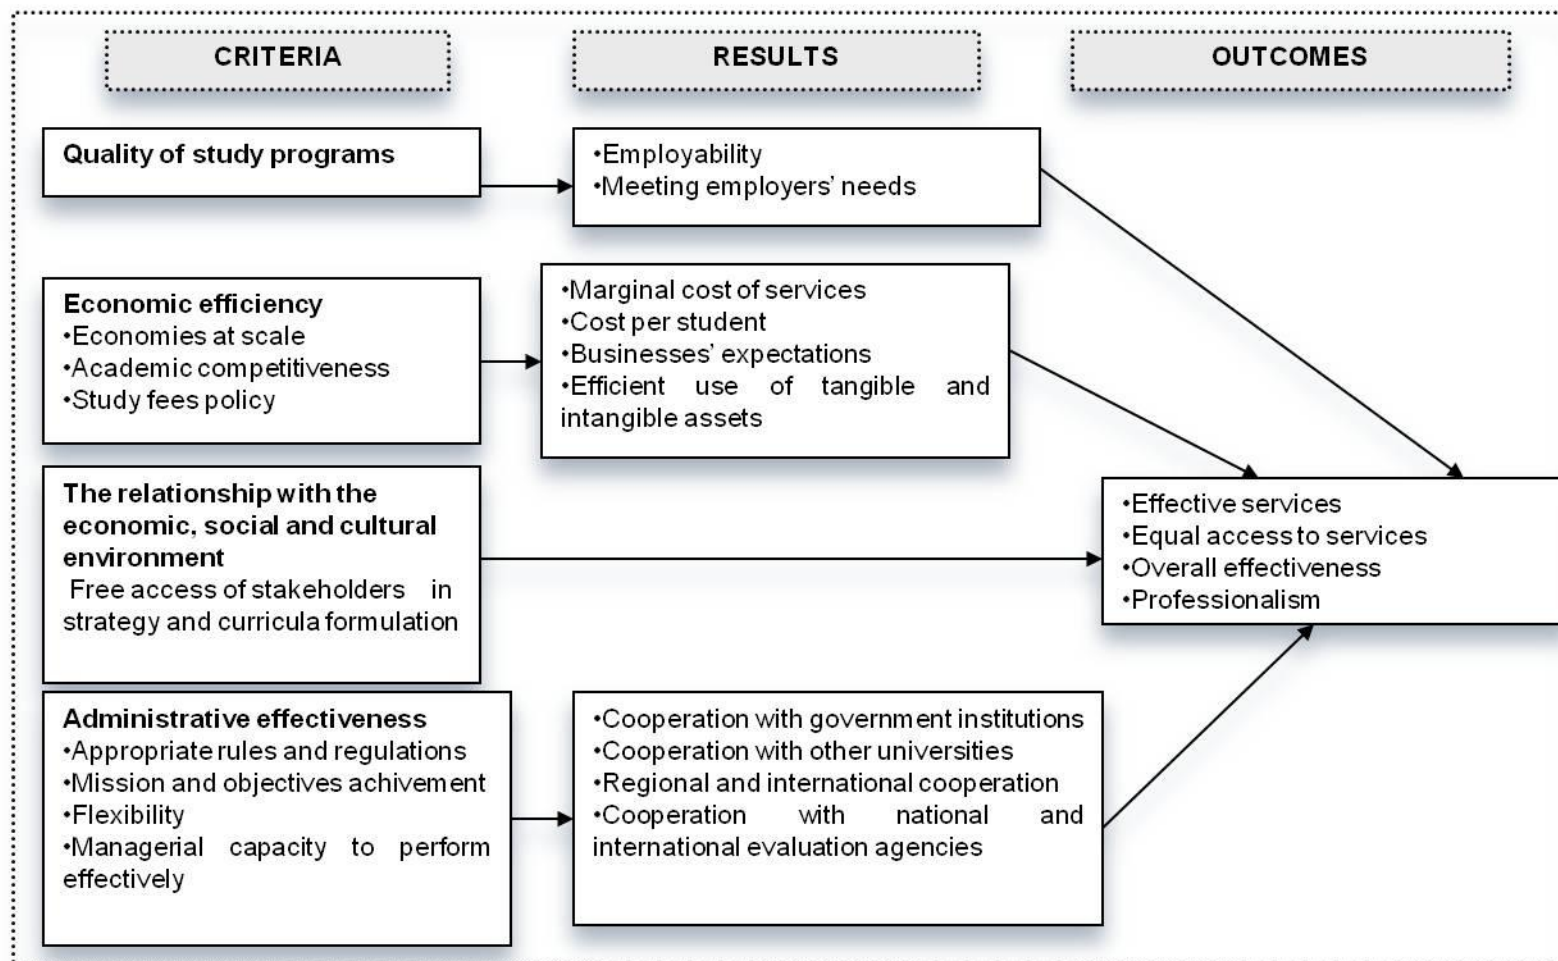 CRITERIA
RESULTS
OUTCOMES
Quality of study programs
•Employability
•Meeting employers’ needs
Economic efficiency
•Economies at scale
•Academic competitiveness
•Study fees policy
•Marginal cost of services
•Cost per student
•Businesses’ expectations
•Efficient use of tangible and
intangible assets
The relationship with the
economic, social and cultural
environment
Free access of stakeholders in
strategy and curricula formulation
•Effective services
•Equal access to services
•Overall effectiveness
•Professionalism
Administrative effectiveness
•Appropriate rules and regulations
•Mission and objectives achivement
•Flexibility
•Managerial capacity to perform
effectively
•Cooperation with government institutions
•Cooperation with other universities
•Regional and international cooperation
•Cooperation with national and
international evaluation agencies